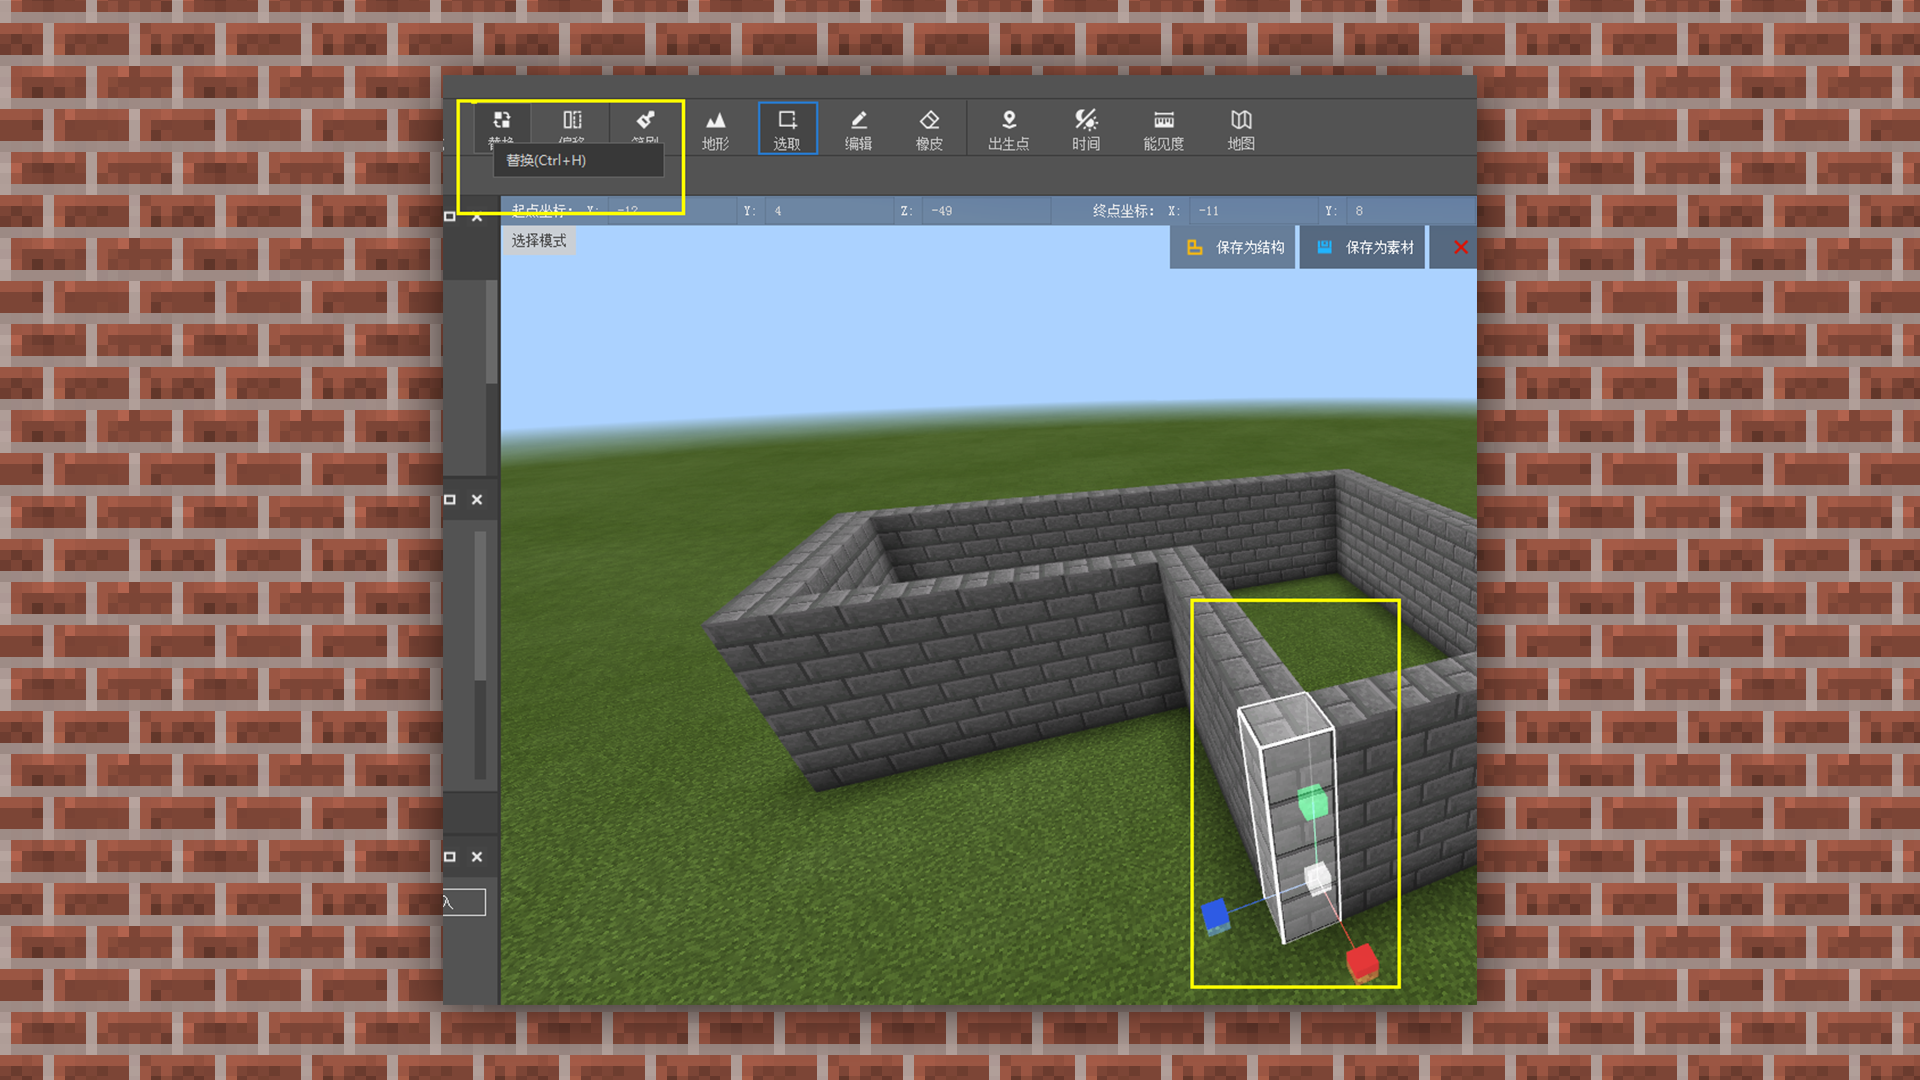 替换 偏移 笔刷 地形 选取 编辑 橡皮 出生点 时间 能见度 地图
替换(Ctrl+H)
起点坐标: X: -12 Y: 4 Z: -49 终点坐标: X: -11 Y: 8
选择模式 保存为结构 保存为素材
入